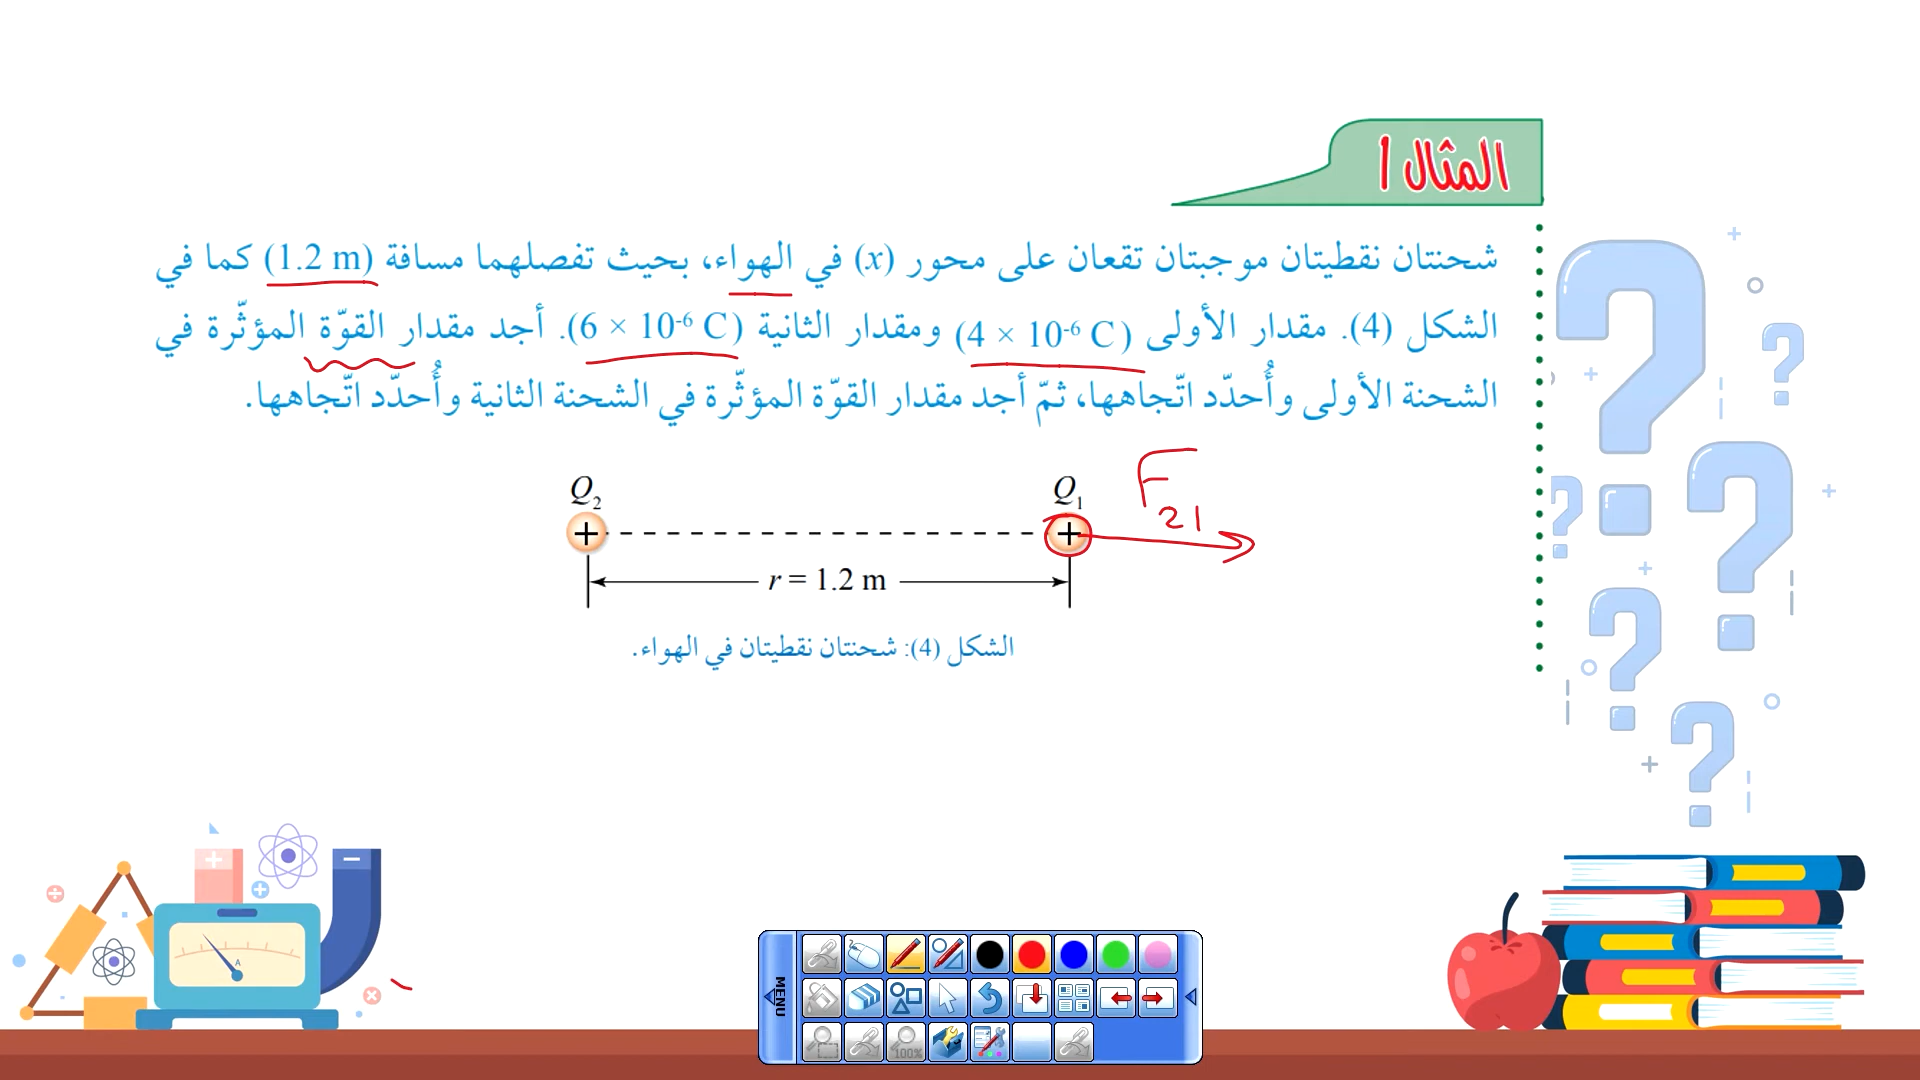 المثال 1
شحنتان نقطيتان موجبتان تقعان على محور (x) في الهواء، بحيث تفصلهما مسافة (1.2 m) كما في
الشكل (4). مقدار الأولى (4 × 10⁻⁶ C) ومقدار الثانية (6 × 10⁻⁶ C). أجد مقدار القوّة المؤثّرة في
الشحنة الأولى وأُحدّد اتّجاهها، ثمّ أجد مقدار القوّة المؤثّرة في الشحنة الثانية وأُحدّد اتّجاهها.
F₂₁
Q₂ Q₁
+ +
r = 1.2 m
الشكل (4): شحنتان نقطيتان في الهواء.
+ −
A
MENU
100%